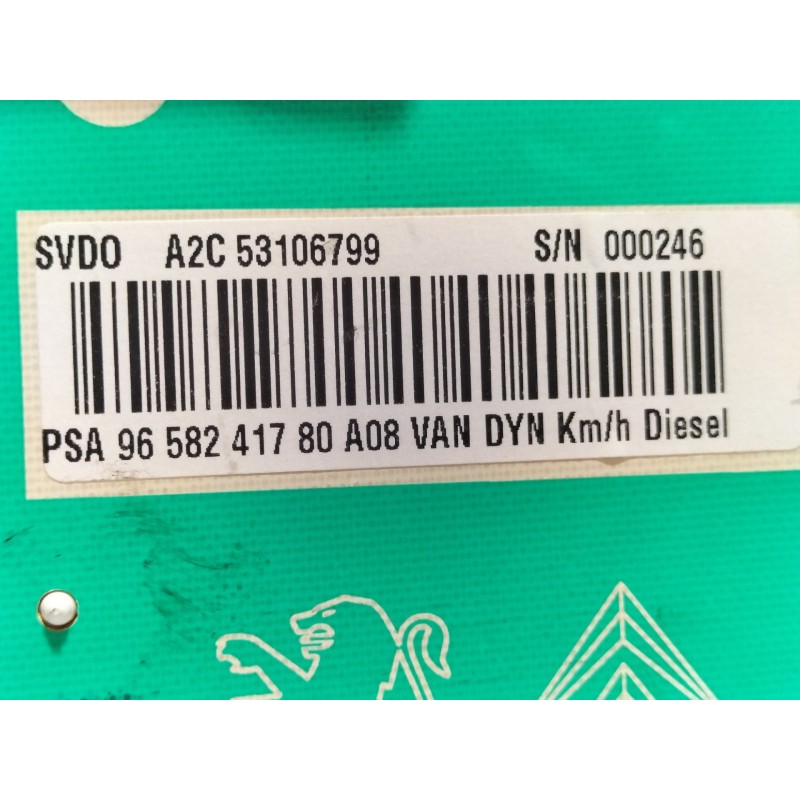 SVDO A2C 53106799 S/N 000246
PSA 96 582 417 80 A08 VAN DYN Km/h Diesel